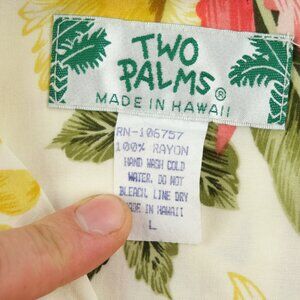 TWO
PALMS®
MADE IN HAWAII
RN-106757
100% RAYON
HAND WASH COLD
WATER, DO NOT
BLEACH, LINE DRY
MADE IN HAWAII
L